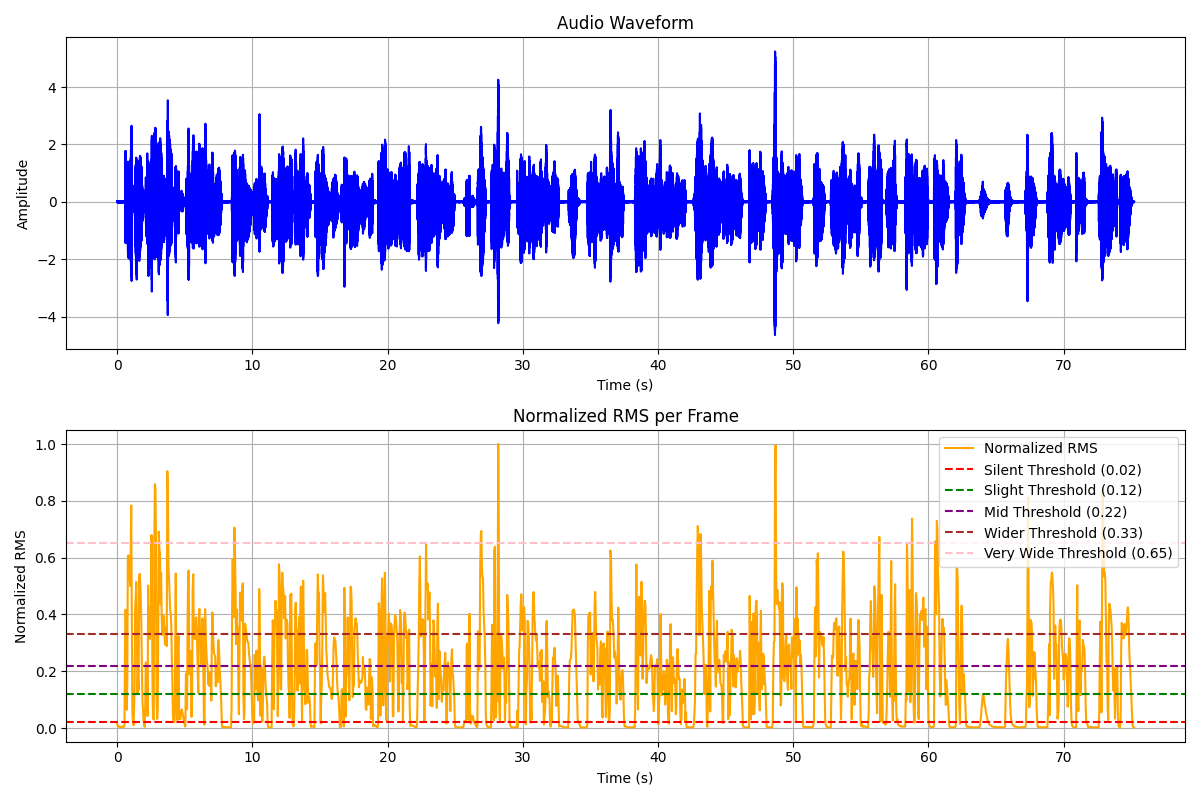 Audio Waveform
4
2
0
−2
−4
Amplitude
0 10 20 30 40 50 60 70
Time (s)
Normalized RMS per Frame
1.0
0.8
0.6
0.4
0.2
0.0
Normalized RMS
Normalized RMS
Silent Threshold (0.02)
Slight Threshold (0.12)
Mid Threshold (0.22)
Wider Threshold (0.33)
Very Wide Threshold (0.65)
0 10 20 30 40 50 60 70
Time (s)